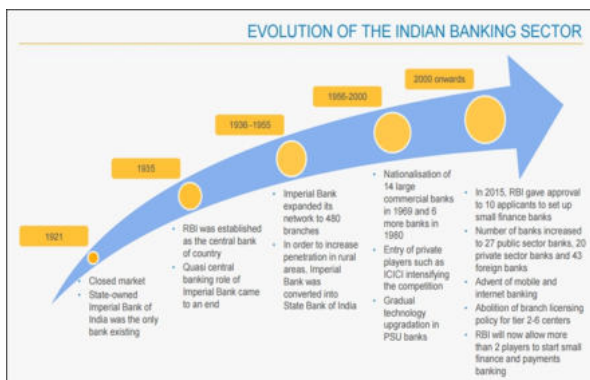 EVOLUTION OF THE INDIAN BANKING SECTOR
1921
• Closed market
• State-owned
Imperial Bank of
India was the only
bank existing
1935
• RBI was established
as the central bank
of country
• Quasi central
banking role of
Imperial Bank came
to an end
1936-1955
• Imperial Bank
expanded its
network to 480
branches
• In order to increase
penetration in rural
areas, Imperial
Bank was
converted into
State Bank of India
1956-2000
• Nationalisation of
14 large
commercial banks
in 1969 and 6
more banks in
1980
• Entry of private
players such as
ICICI intensifying
the competition
• Gradual
technology
upgradation in
PSU banks
2000 onwards
• In 2015, RBI gave approval
to 10 applicants to set up
small finance banks
• Number of banks increased
to 27 public sector banks, 20
private sector banks and 43
foreign banks
• Advent of mobile and
internet banking
• Abolition of branch licensing
policy for tier 2-6 centers
• RBI will now allow more
than 2 players to start small
finance and payments
banking